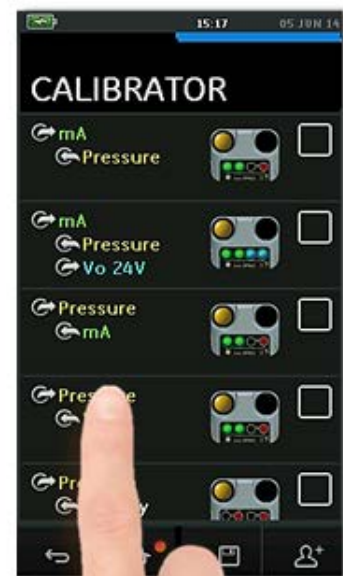 15:17 05 JUN 14
CALIBRATOR
mA
Pressure
mA
Pressure
Vo 24V
Pressure
mA